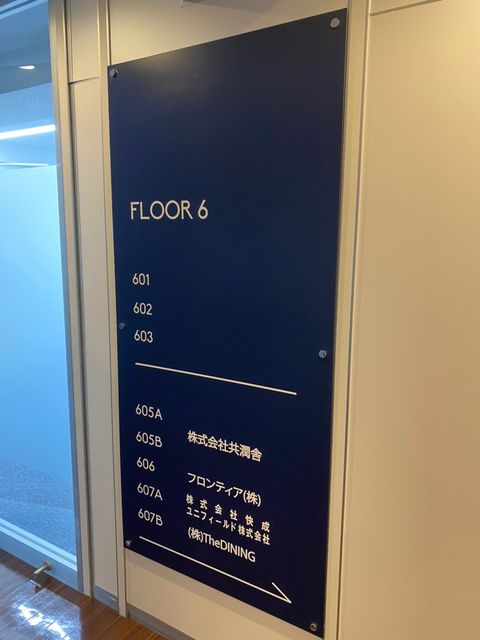 FLOOR 6
601
602
603
605A
605B 株式会社共潤舎
606
フロンティア(株)
607A 株式会社快成
ユニフィールド株式会社
607B (株)TheDINING